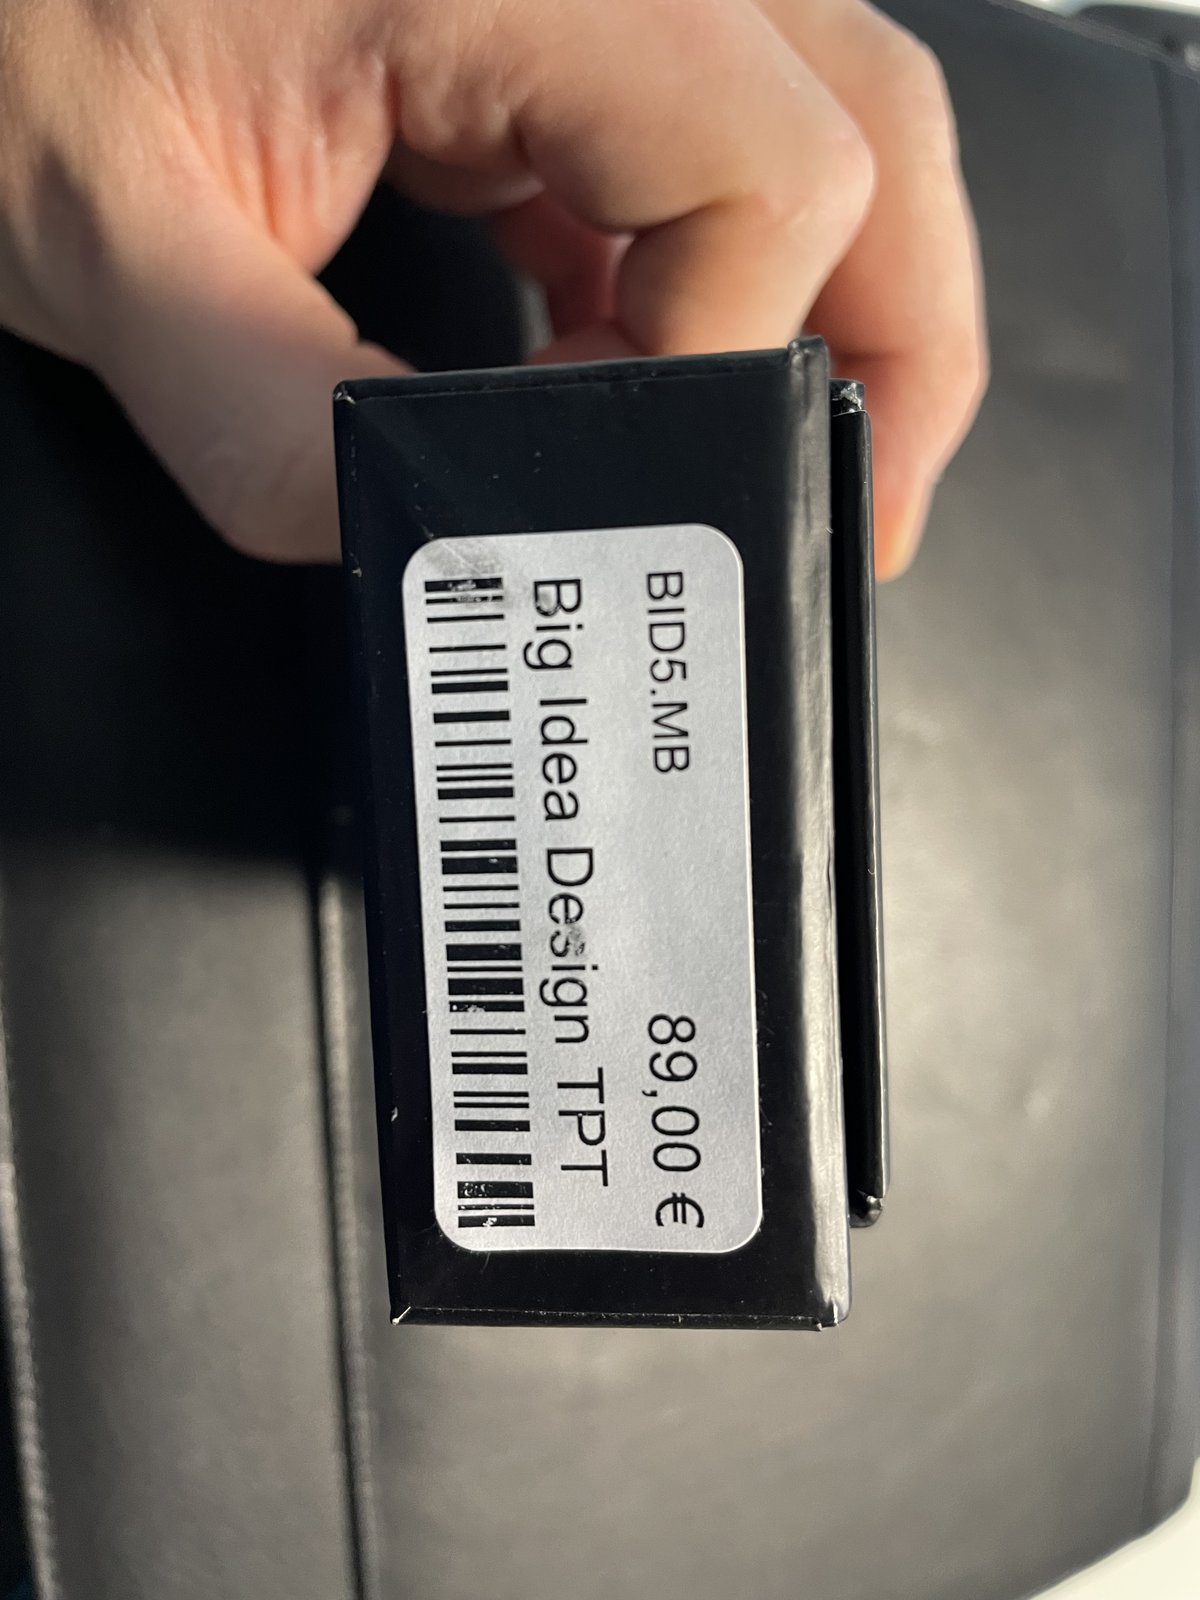 BID5.MB 89,00 €
Big Idea Design TPT